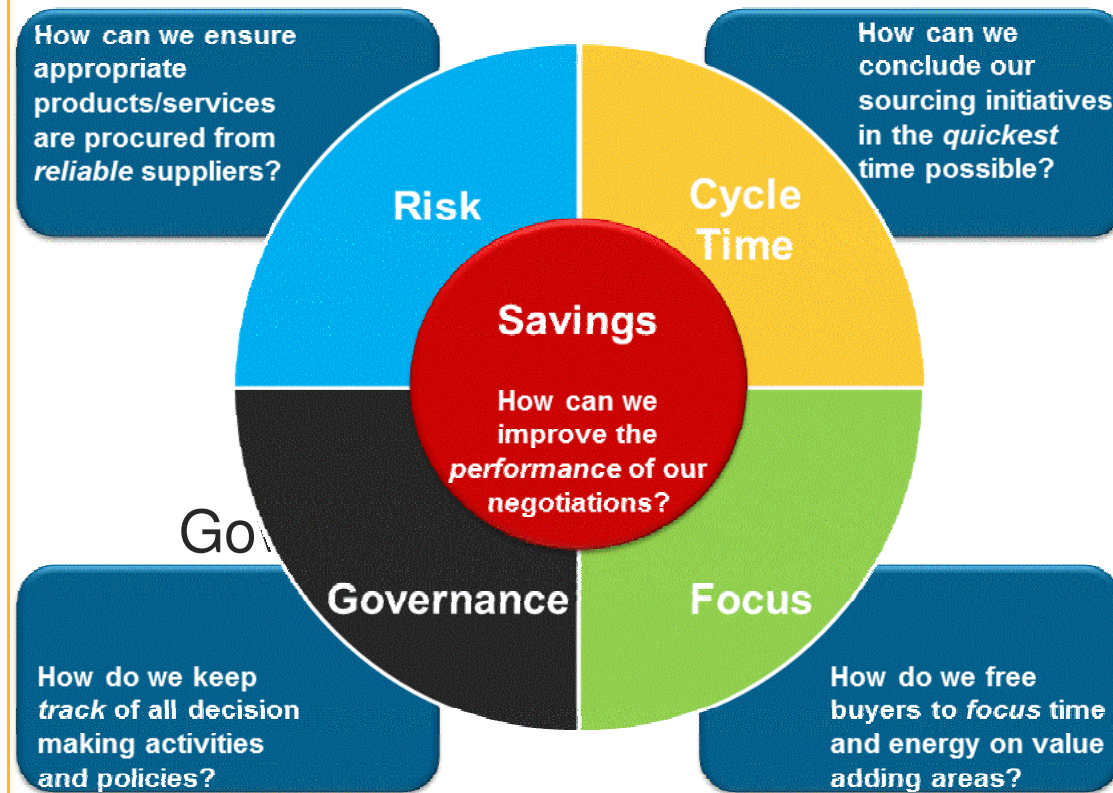 How can we ensure
appropriate
products/services
are procured from
reliable suppliers?
How can we
conclude our
sourcing initiatives
in the quickest
time possible?
Risk
Cycle
Time
Savings
How can we
improve the
performance of our
negotiations?
Governance
Focus
How do we keep
track of all decision
making activities
and policies?
How do we free
buyers to focus time
and energy on value
adding areas?